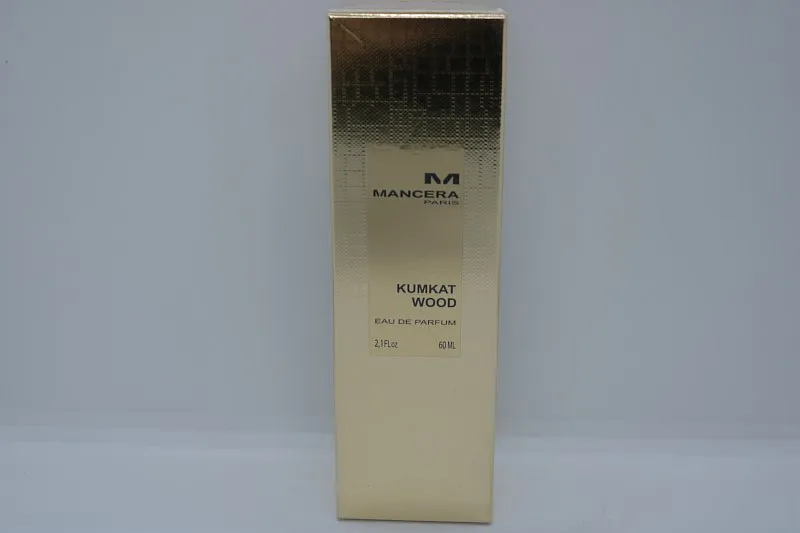 M
MANCERA
PARIS
KUMKAT
WOOD
EAU DE PARFUM
2,1 FL oz 60 ML